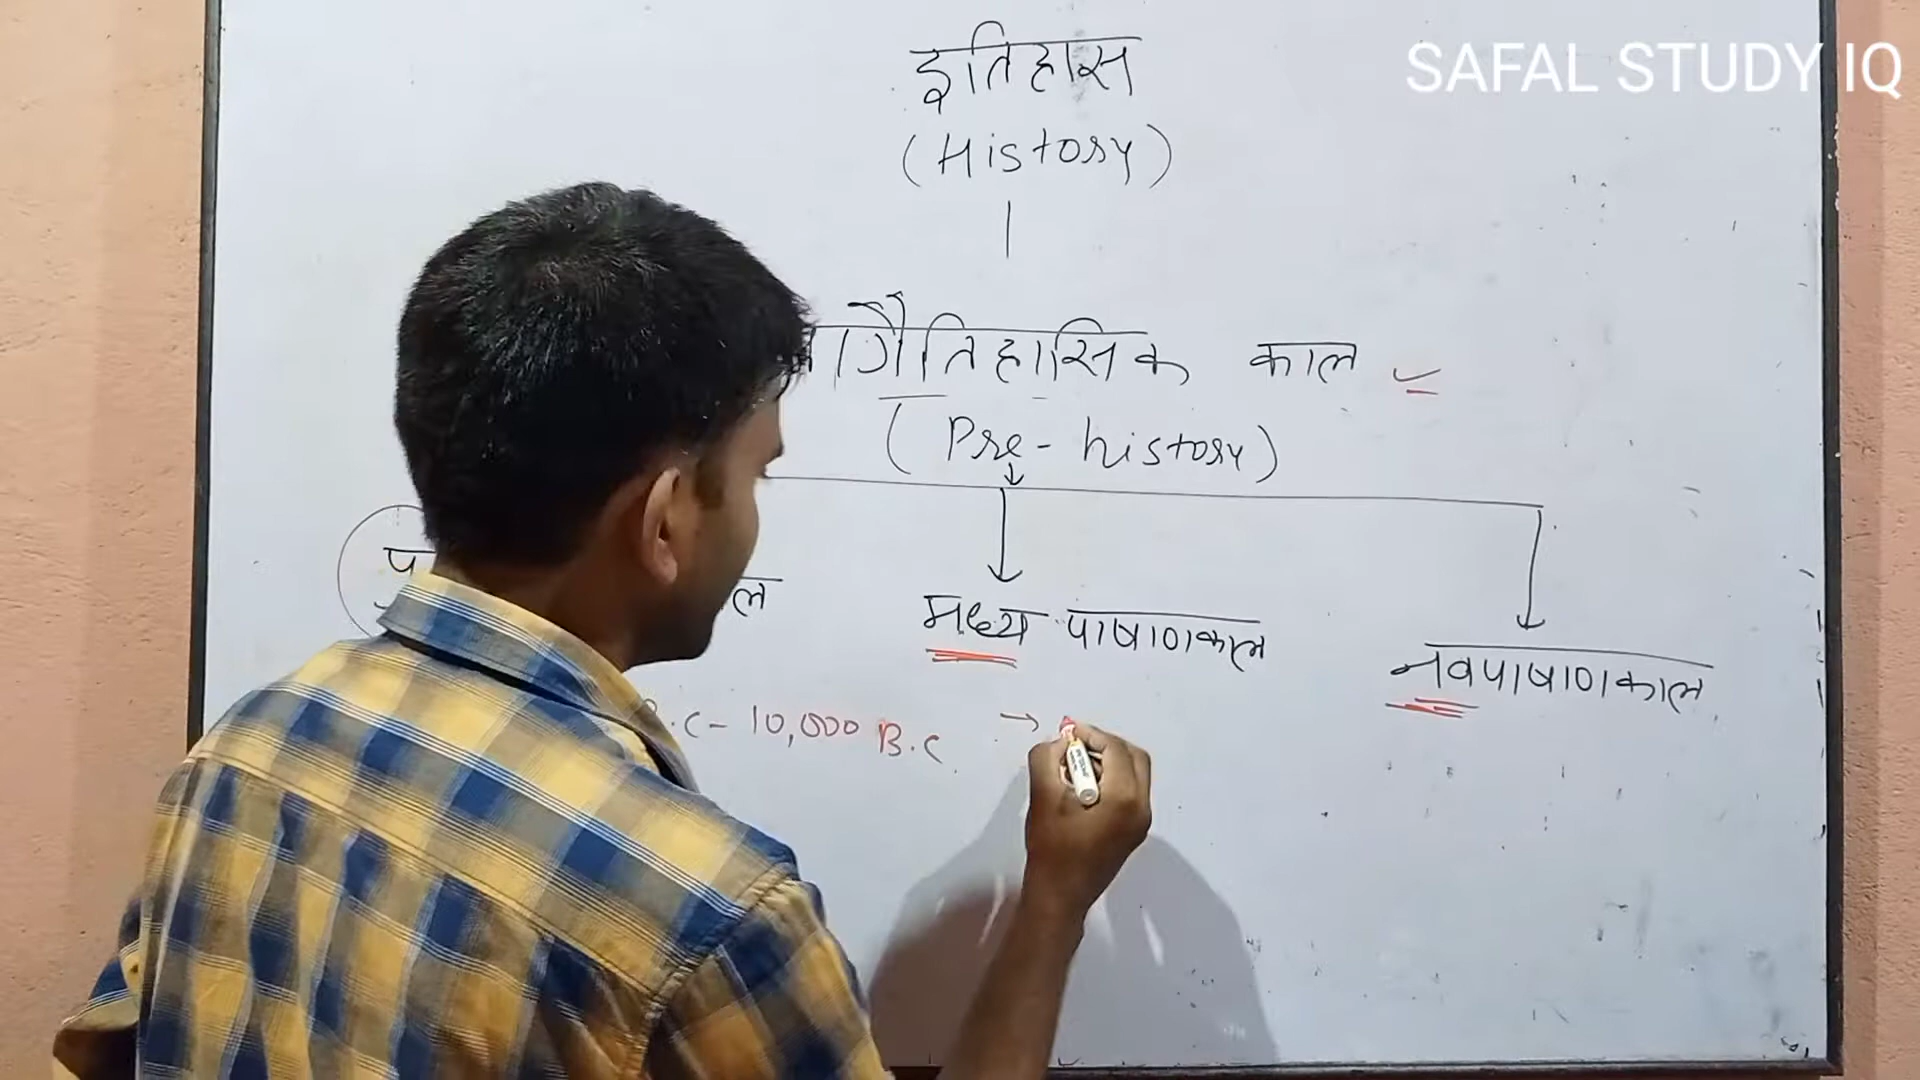 SAFAL STUDY IQ
इतिहास
(History)
काल
(Pre-history)
मध्य पाषाणकाल
नवपाषाणकाल
B.C - 10,000 B.C →